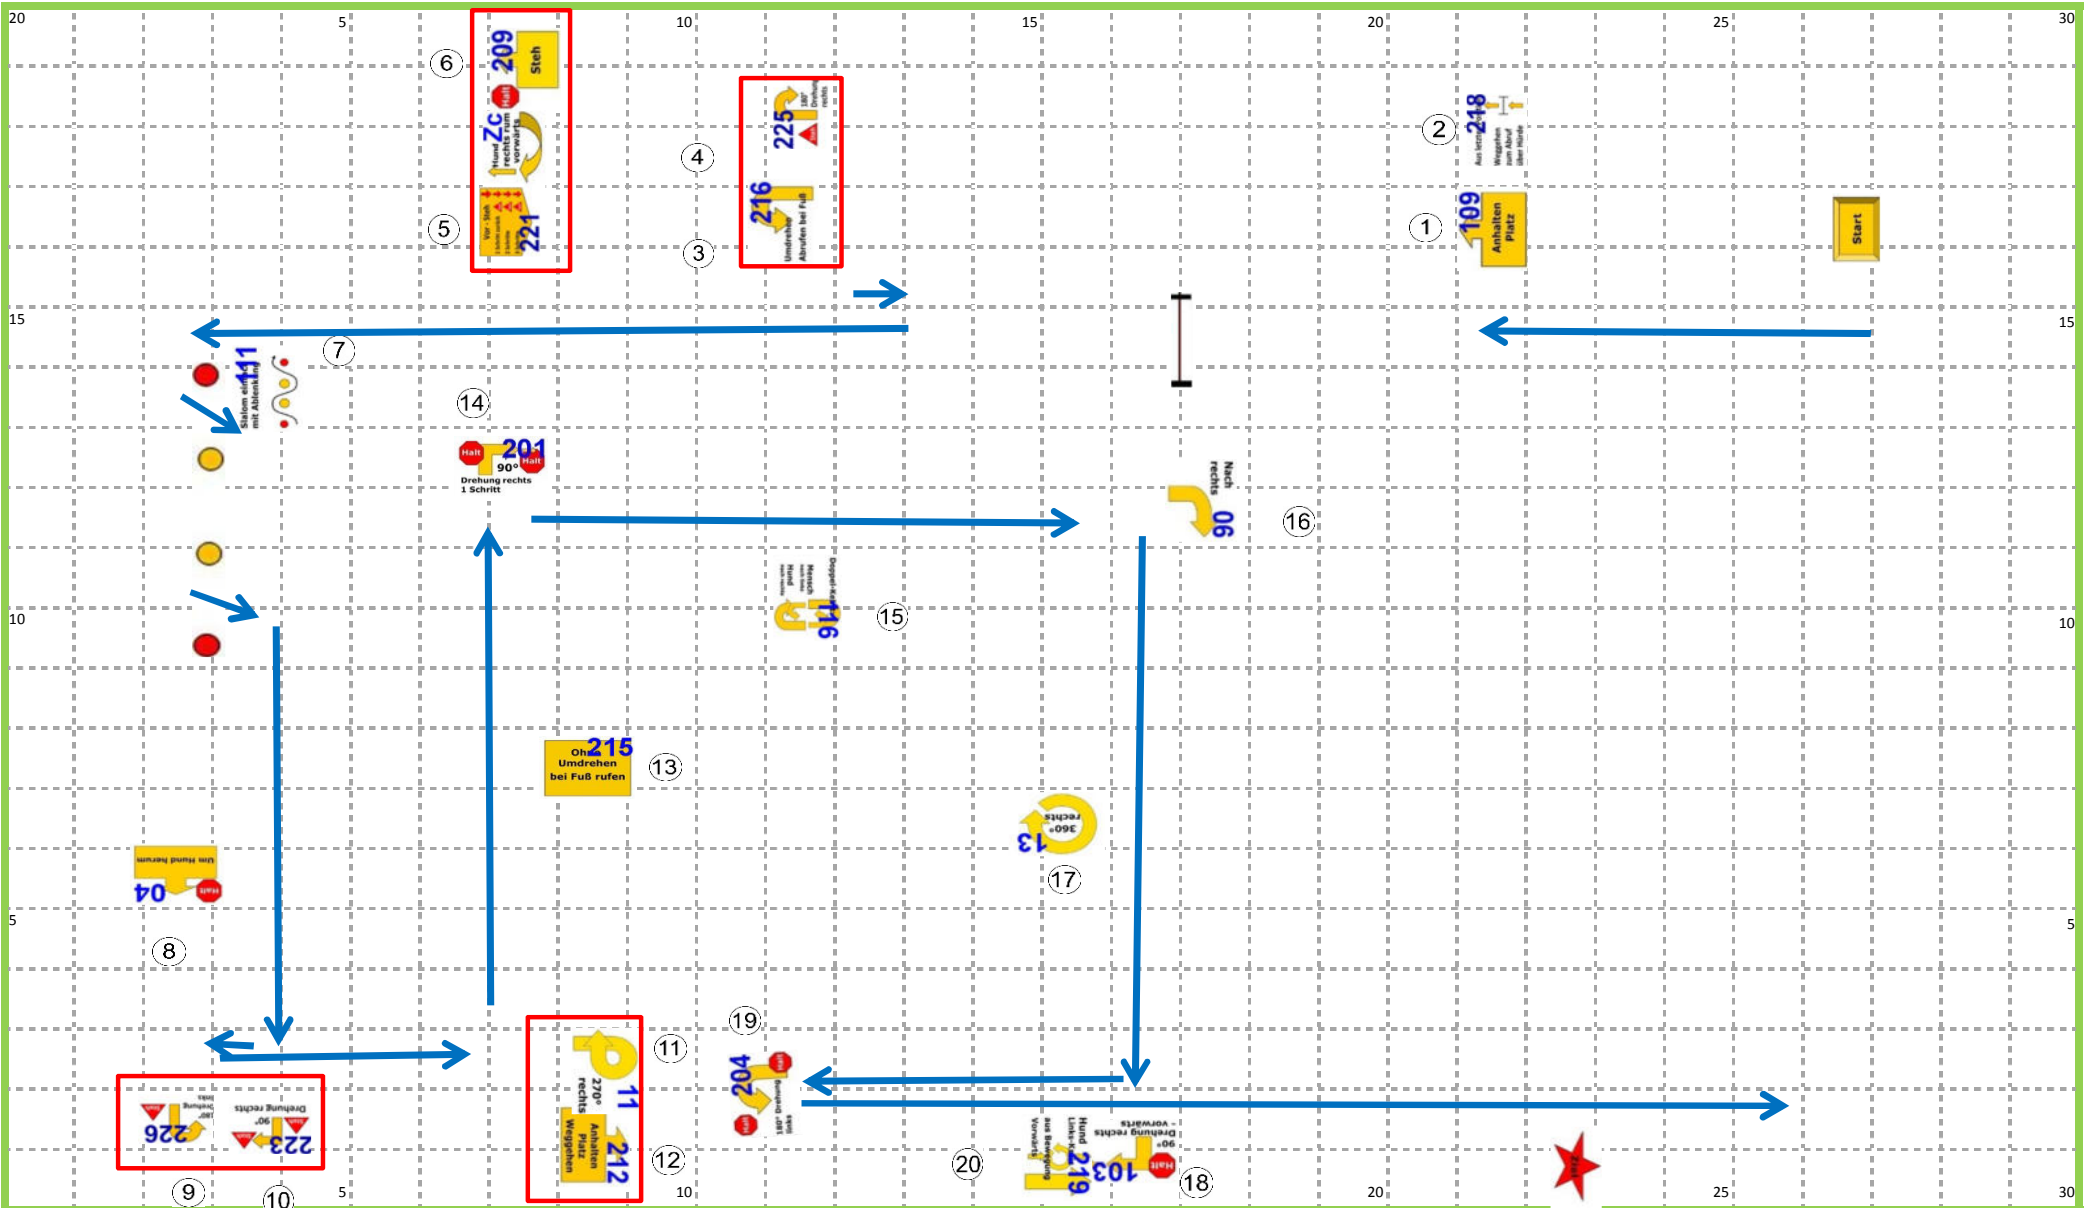 20
5
10
15
20
25
30
6
209
Steh
Halt
Zc
Hund
rechts rum
vorwärts
5
Vor - Steh
221
4
225
180°
Drehung
rechts
3
216
Umdrehen
Abrufen bei Fuß
2
218
Weggehen
zum Abruf
über Hürde
1
109
Anhalten
Platz
Start
15
15
7
111
mit Ablenkung
14
Halt
201
Halt
90°
Drehung rechts
1 Schritt
Nach
rechts
06
16
Mensch
Hund
116
15
10
10
215
Umdrehen
bei Fuß rufen
13
360°
rechts
13
17
Um Hund herum
04
Halt
8
5
5
11
270°
rechts
11
Anhalten
Platz
Weggehen
212
12
19
204
Halt
Halt
180° Drehung
links
226
180°
Drehung
links
223
90°
Drehung rechts
9
10
20
Hund
aus Bewegung
Vorwärts
219
103
Halt
90°
Drehung rechts
- vorwärts
18
Ziel
5
10
20
25
30